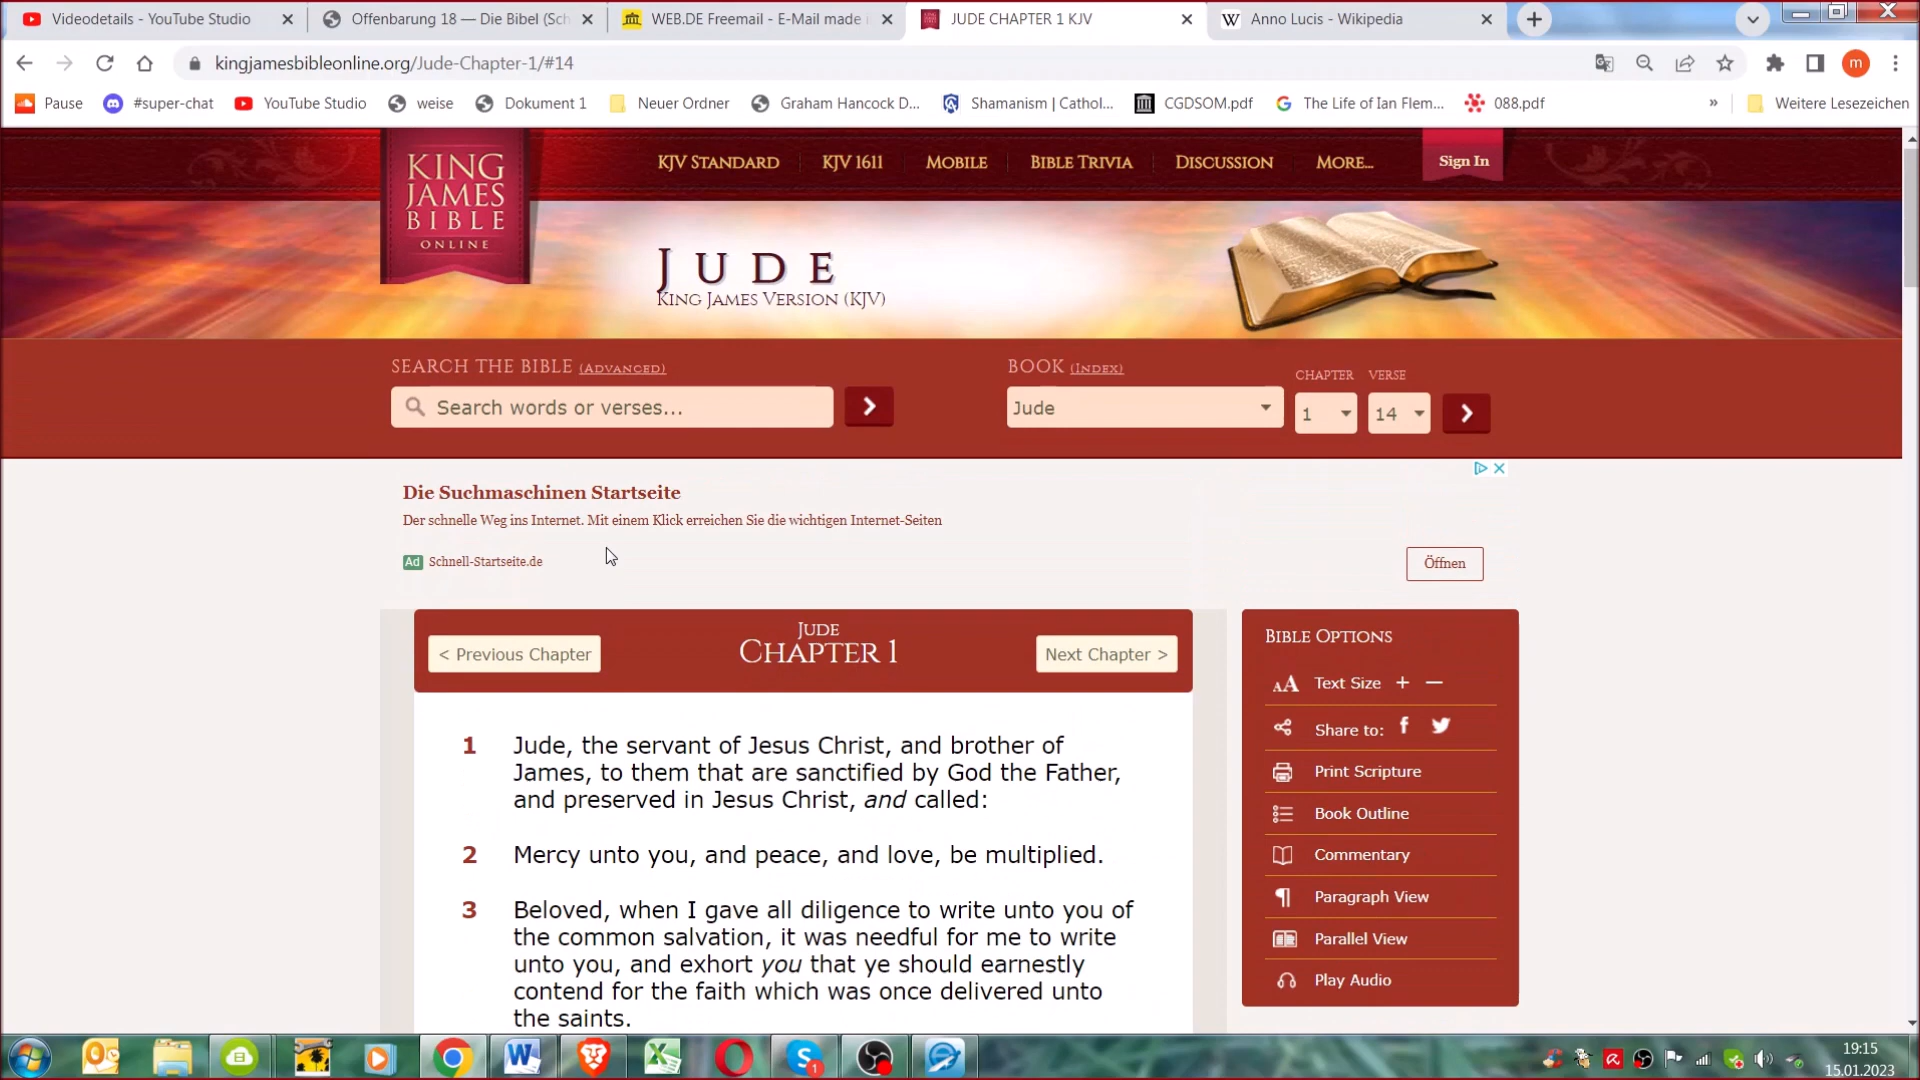 Videodetails - YouTube Studio
Offenbarung 18 — Die Bibel (Sch
WEB.DE Freemail - E-Mail made i
JUDE CHAPTER 1 KJV
Anno Lucis - Wikipedia
kingjamesbibleonline.org/Jude-Chapter-1/#14
m
Pause
#super-chat
YouTube Studio
weise
Dokument 1
Neuer Ordner
Graham Hancock D...
Shamanism | Cathol...
CGDSOM.pdf
The Life of Ian Flem...
088.pdf
»
Weitere Lesezeichen
KING
JAMES
BIBLE
ONLINE
KJV STANDARD
KJV 1611
MOBILE
BIBLE TRIVIA
DISCUSSION
MORE...
Sign In
JUDE
KING JAMES VERSION (KJV)
SEARCH THE BIBLE (ADVANCED)
Search words or verses...
BOOK (INDEX)
Jude
CHAPTER
1
VERSE
14
Die Suchmaschinen Startseite
Der schnelle Weg ins Internet. Mit einem Klick erreichen Sie die wichtigen Internet-Seiten
Ad Schnell-Startseite.de
Öffnen
< Previous Chapter
JUDE
CHAPTER 1
Next Chapter >
1 Jude, the servant of Jesus Christ, and brother of
James, to them that are sanctified by God the Father,
and preserved in Jesus Christ, and called:
2 Mercy unto you, and peace, and love, be multiplied.
3 Beloved, when I gave all diligence to write unto you of
the common salvation, it was needful for me to write
unto you, and exhort you that ye should earnestly
contend for the faith which was once delivered unto
the saints.
BIBLE OPTIONS
AA Text Size + —
Share to:
Print Scripture
Book Outline
Commentary
Paragraph View
Parallel View
Play Audio
1
19:15
15.01.2023